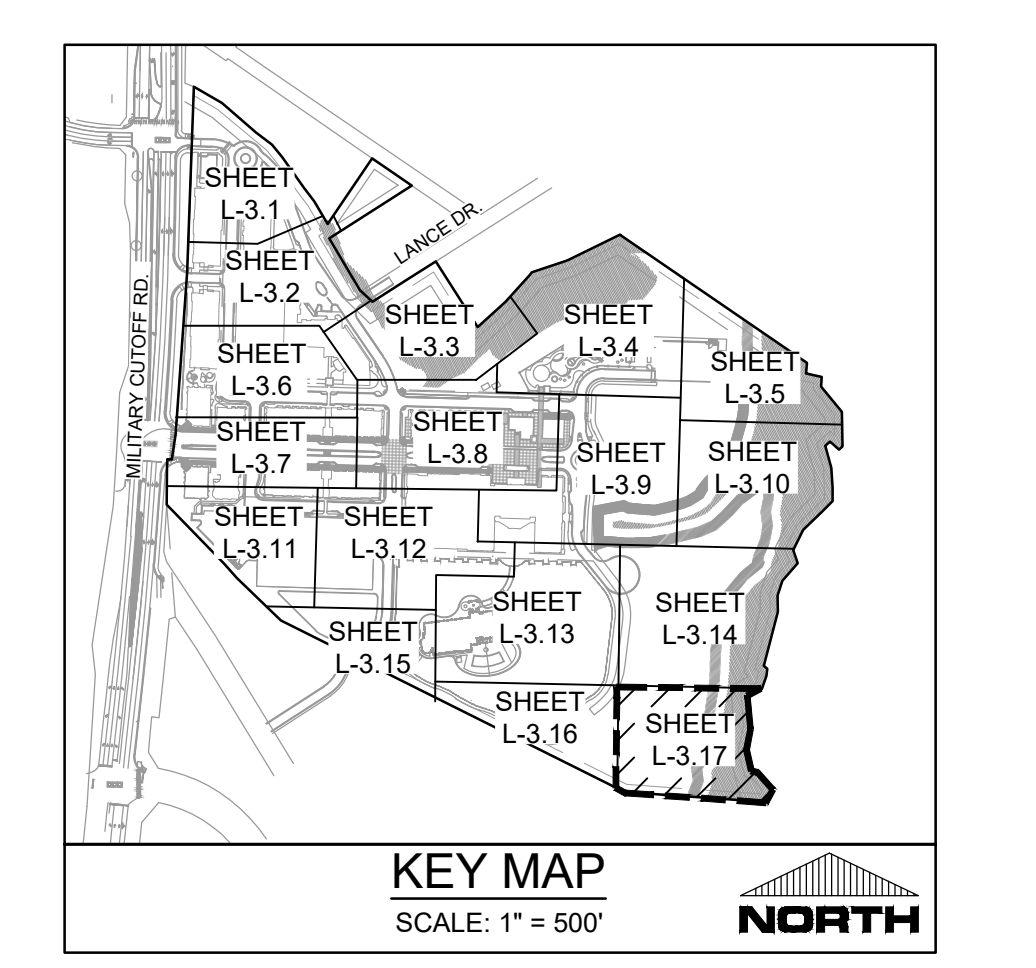 SHEET
L-3.1
LANCE DR.
SHEET
L-3.2
MILITARY CUTOFF RD.
SHEET
L-3.3
SHEET
L-3.4
SHEET
L-3.5
SHEET
L-3.6
SHEET
L-3.7
SHEET
L-3.8
SHEET
L-3.9
SHEET
L-3.10
SHEET
L-3.11
SHEET
L-3.12
SHEET
L-3.13
SHEET
L-3.14
SHEET
L-3.15
SHEET
L-3.16
SHEET
L-3.17
KEY MAP
SCALE: 1" = 500'
NORTH